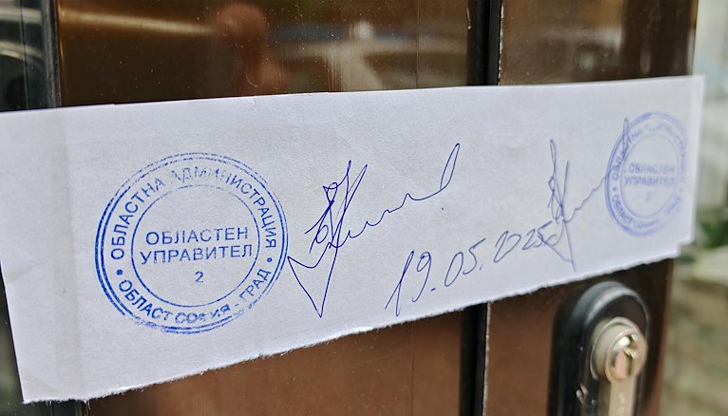 ОБЛАСТНА АДМИНИСТРАЦИЯ
ОБЛАСТЕН
УПРАВИТЕЛ
2
ОБЛАСТ СОФИЯ - ГРАД
19.05.2025
ОБЛАСТЕН
УПРАВИТЕЛ
2